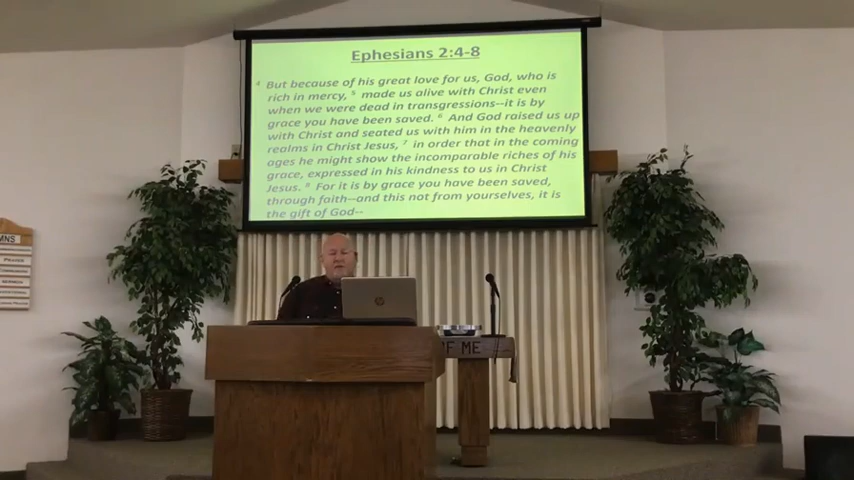 Ephesians 2:4-8
4 But because of his great love for us, God, who is
rich in mercy, 5 made us alive with Christ even
when we were dead in transgressions--it is by
grace you have been saved. 6 And God raised us up
with Christ and seated us with him in the heavenly
realms in Christ Jesus, 7 in order that in the coming
ages he might show the incomparable riches of his
grace, expressed in his kindness to us in Christ
Jesus. 8 For it is by grace you have been saved,
through faith--and this not from yourselves, it is
the gift of God--
MNS
PRAISE
SERMON
hp
OF ME